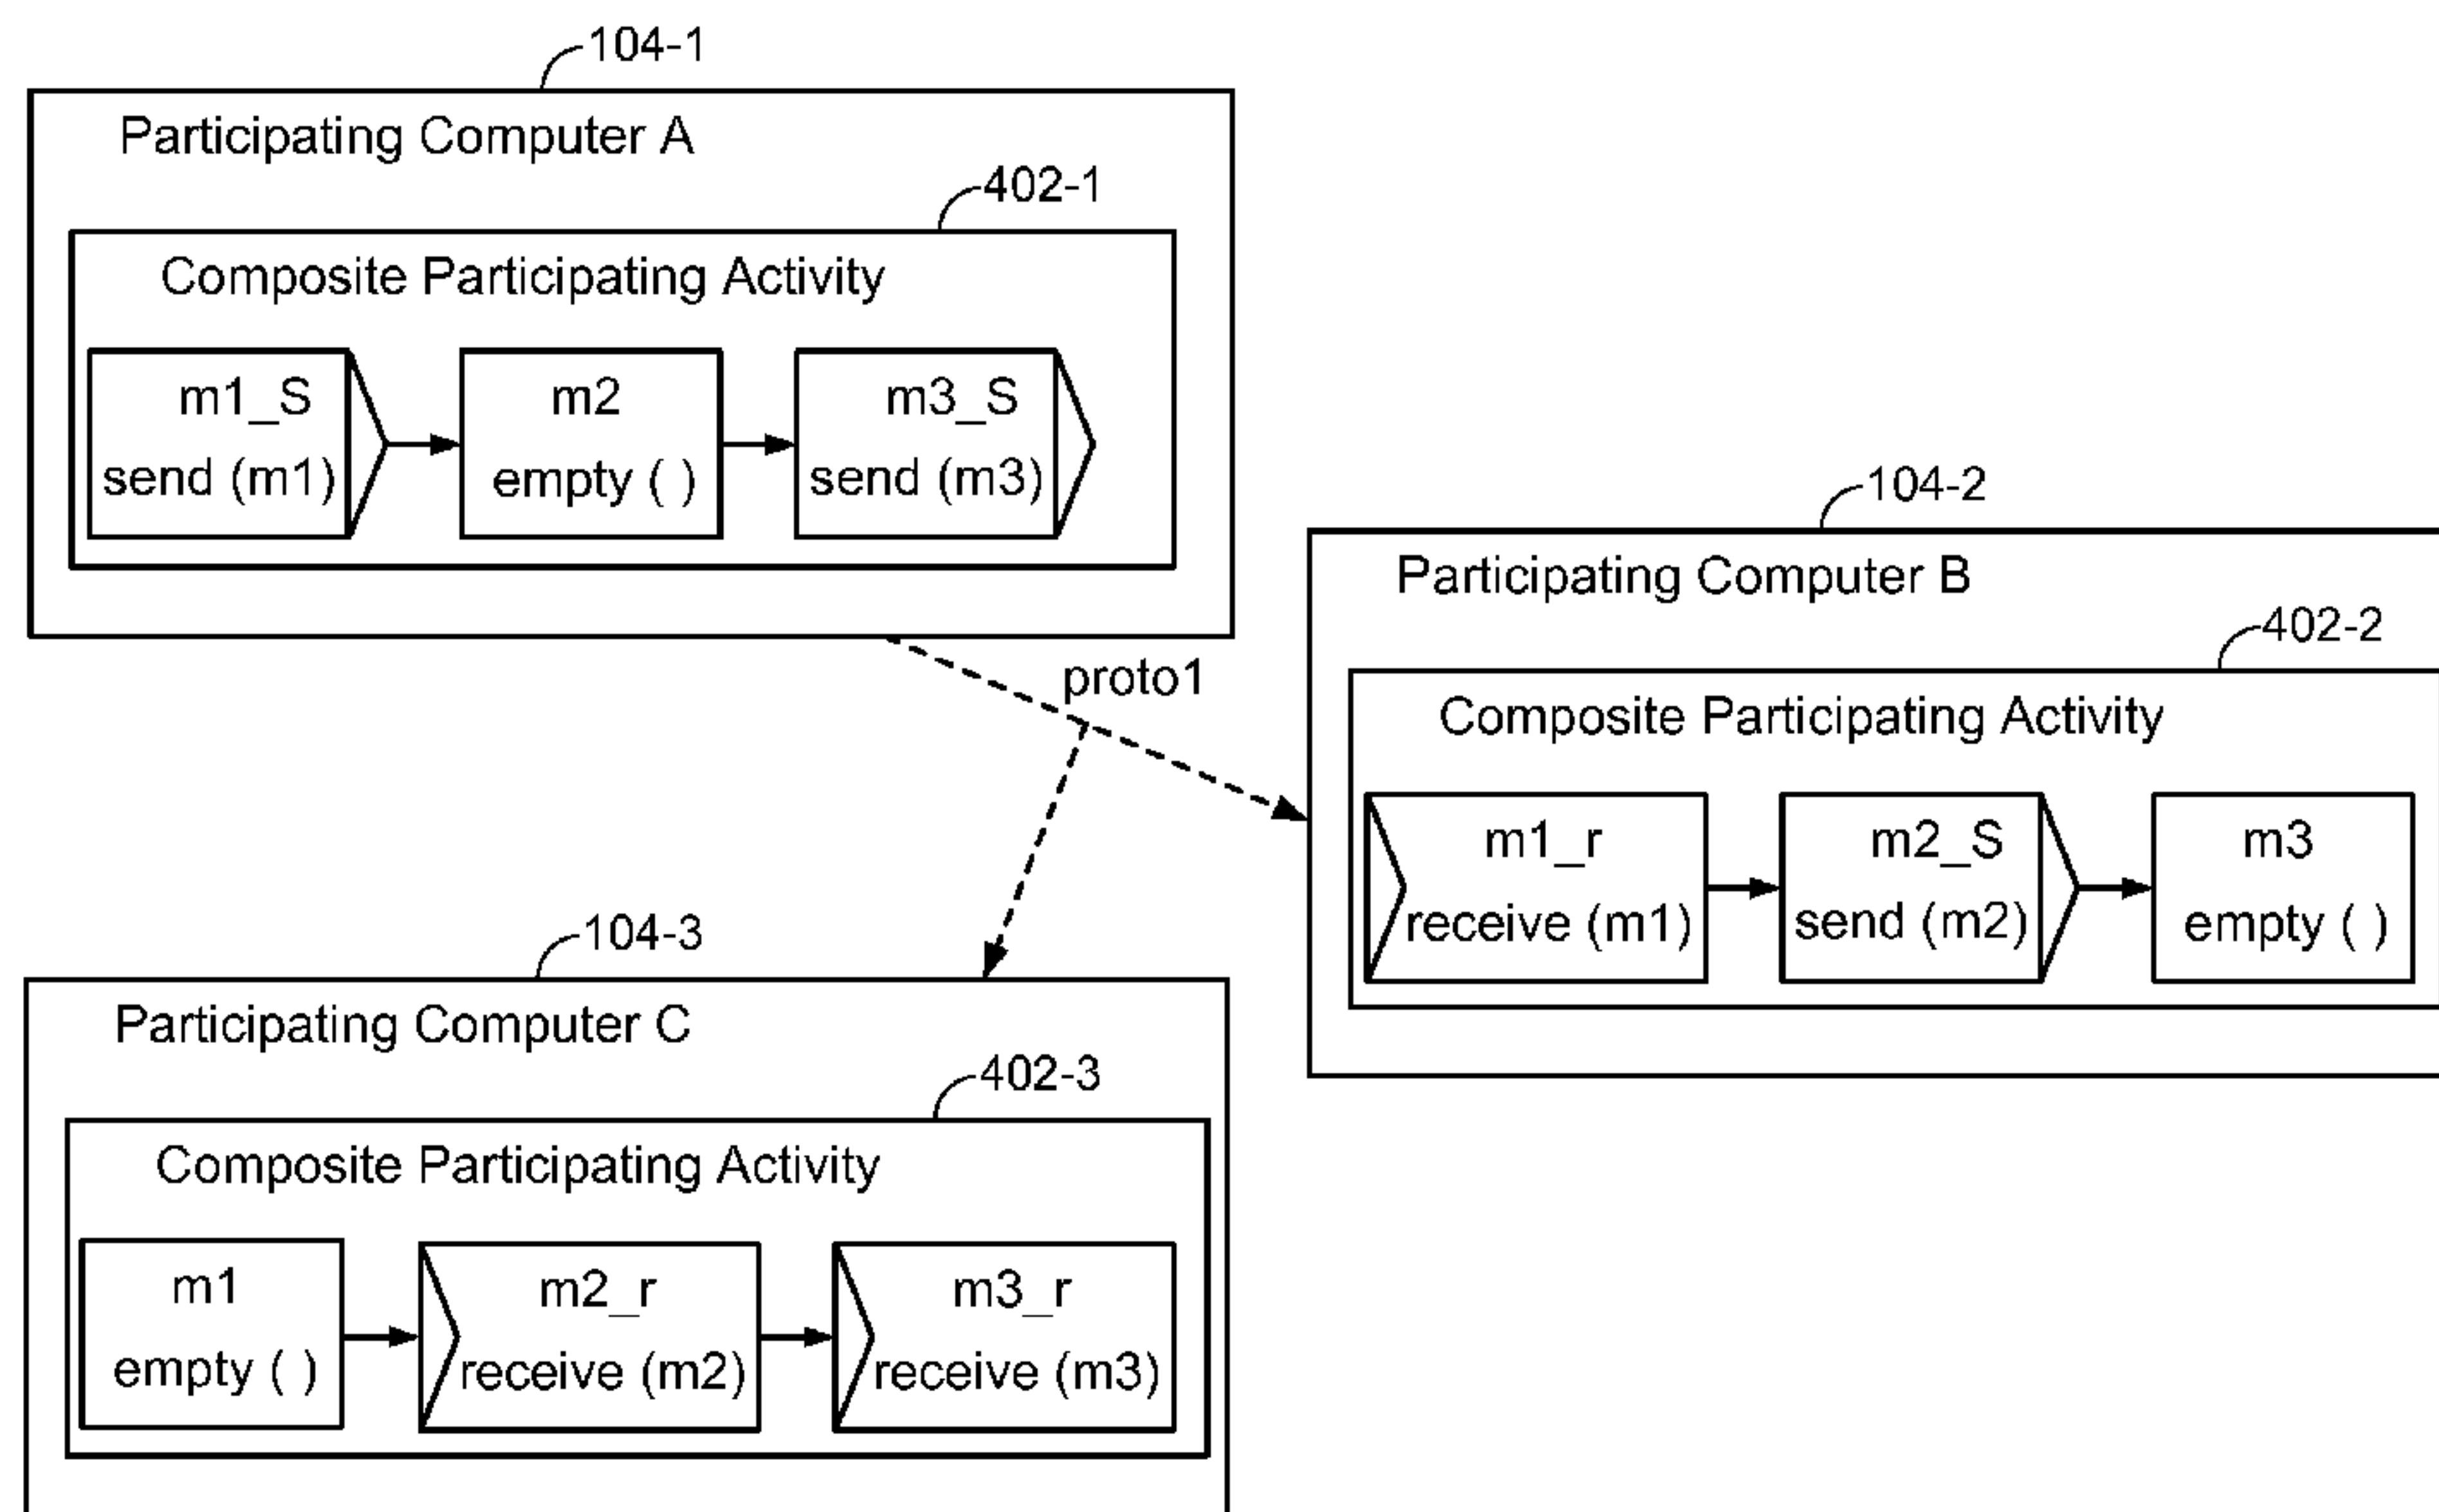 104-1
Participating Computer A
402-1
Composite Participating Activity
m1_S
send (m1)
m2
empty ( )
m3_S
send (m3)
proto1
104-2
Participating Computer B
402-2
Composite Participating Activity
m1_r
receive (m1)
m2_S
send (m2)
m3
empty ( )
104-3
Participating Computer C
402-3
Composite Participating Activity
m1
empty ( )
m2_r
receive (m2)
m3_r
receive (m3)